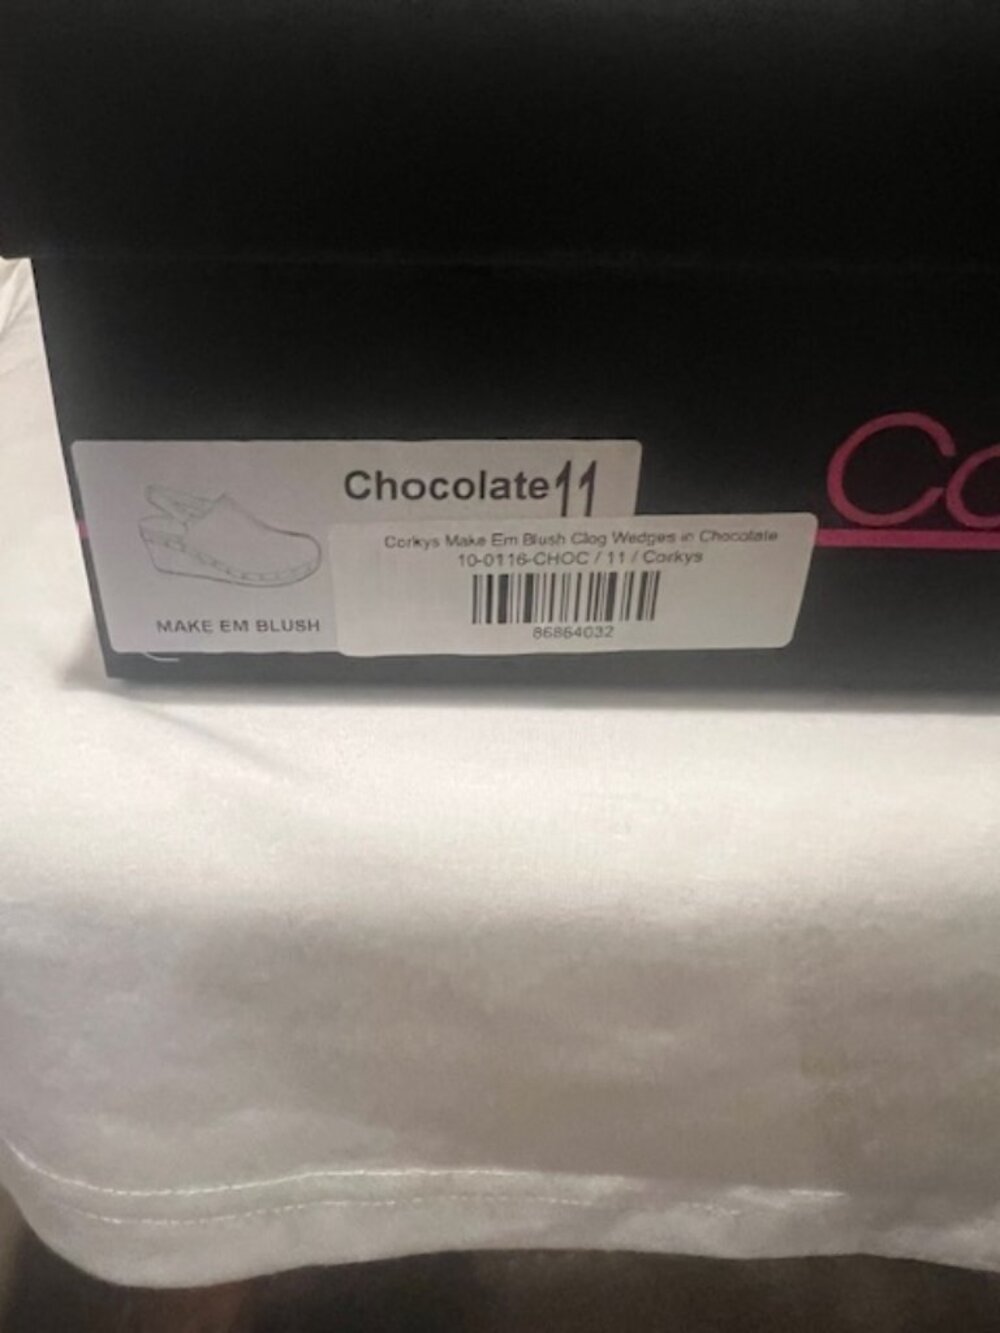 Co
Chocolate 11
Corkys Make Em Blush Clog Wedges in Chocolate
10-0116-CHOC / 11 / Corkys
86864032
MAKE EM BLUSH